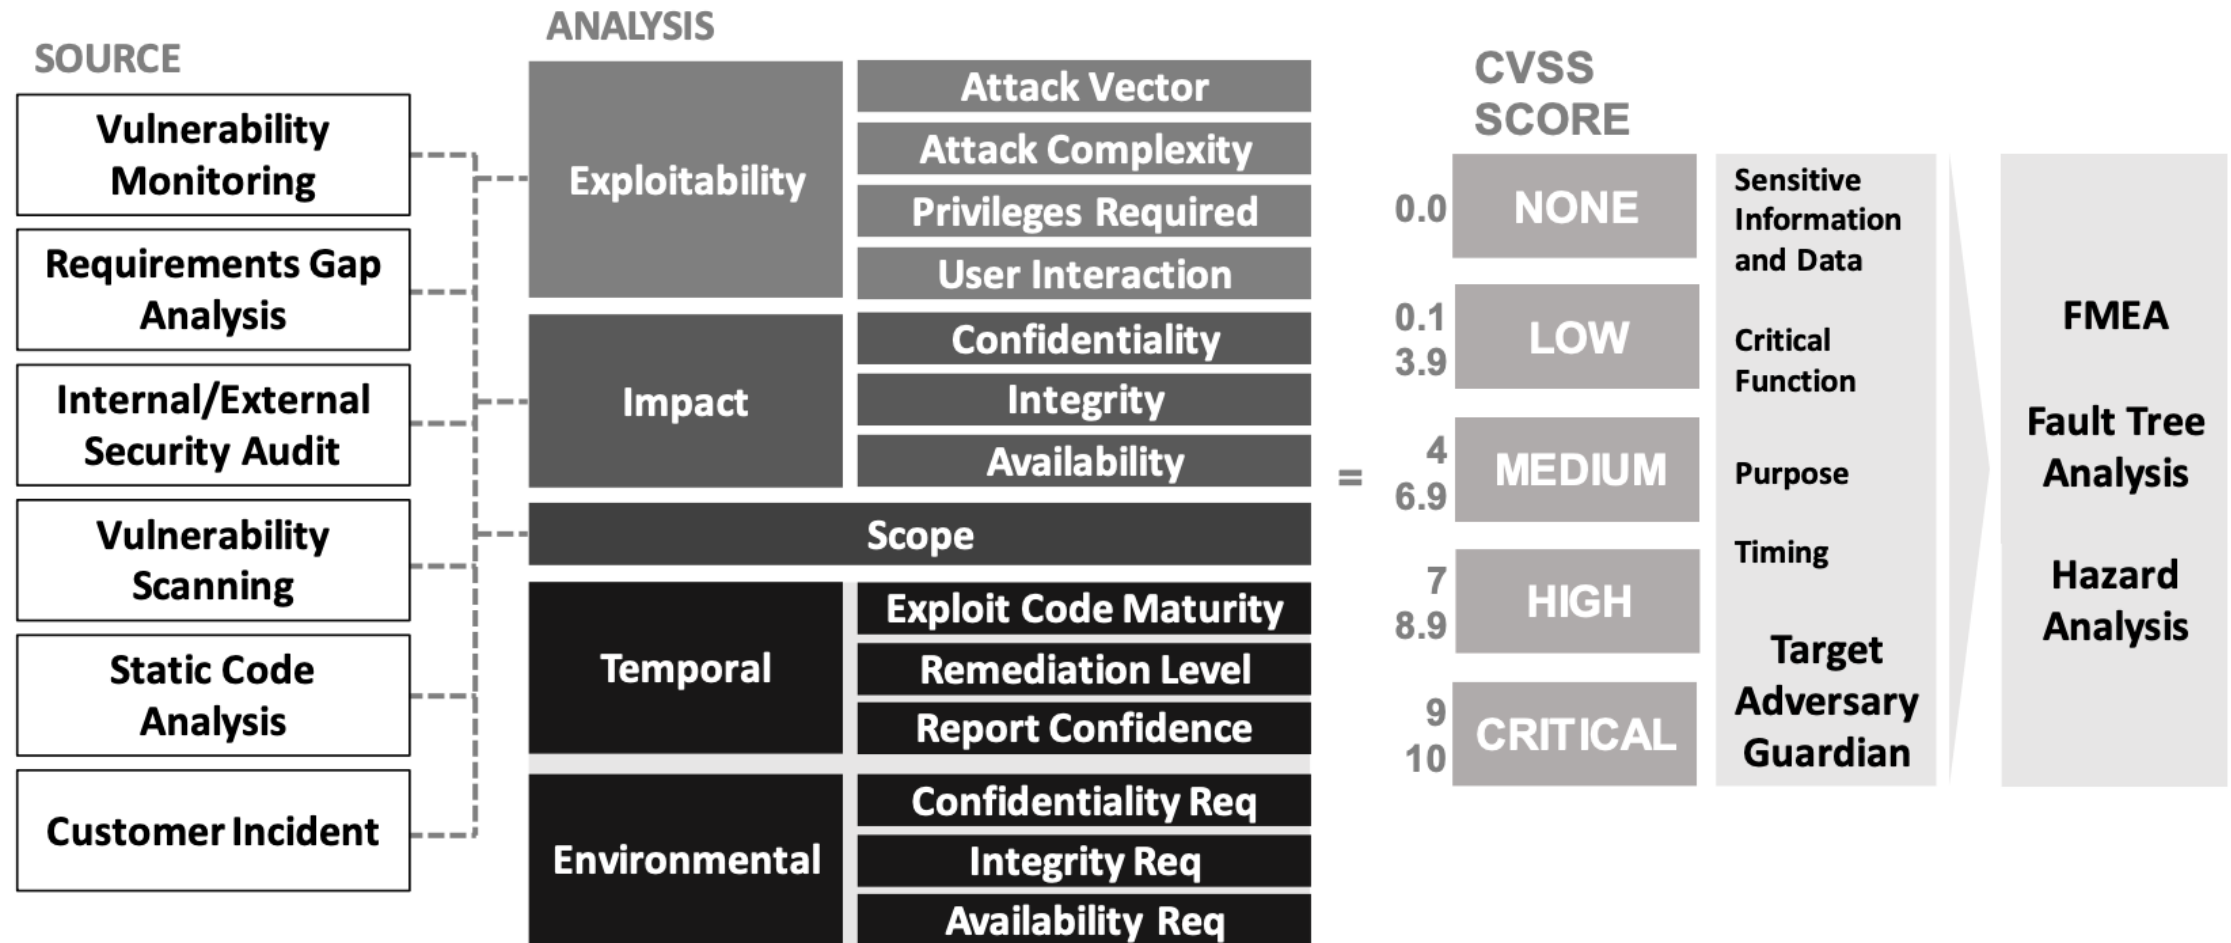 SOURCE
Vulnerability
Monitoring
Requirements Gap
Analysis
Internal/External
Security Audit
Vulnerability
Scanning
Static Code
Analysis
Customer Incident
ANALYSIS
Exploitability
Attack Vector
Attack Complexity
Privileges Required
User Interaction
Impact
Confidentiality
Integrity
Availability
Scope
Temporal
Exploit Code Maturity
Remediation Level
Report Confidence
Environmental
Confidentiality Req
Integrity Req
Availability Req
=
CVSS
SCORE
0.0
NONE
0.1
3.9
LOW
4
6.9
MEDIUM
7
8.9
HIGH
9
10
CRITICAL
Sensitive
Information
and Data
Critical
Function
Purpose
Timing
Target
Adversary
Guardian
FMEA
Fault Tree
Analysis
Hazard
Analysis